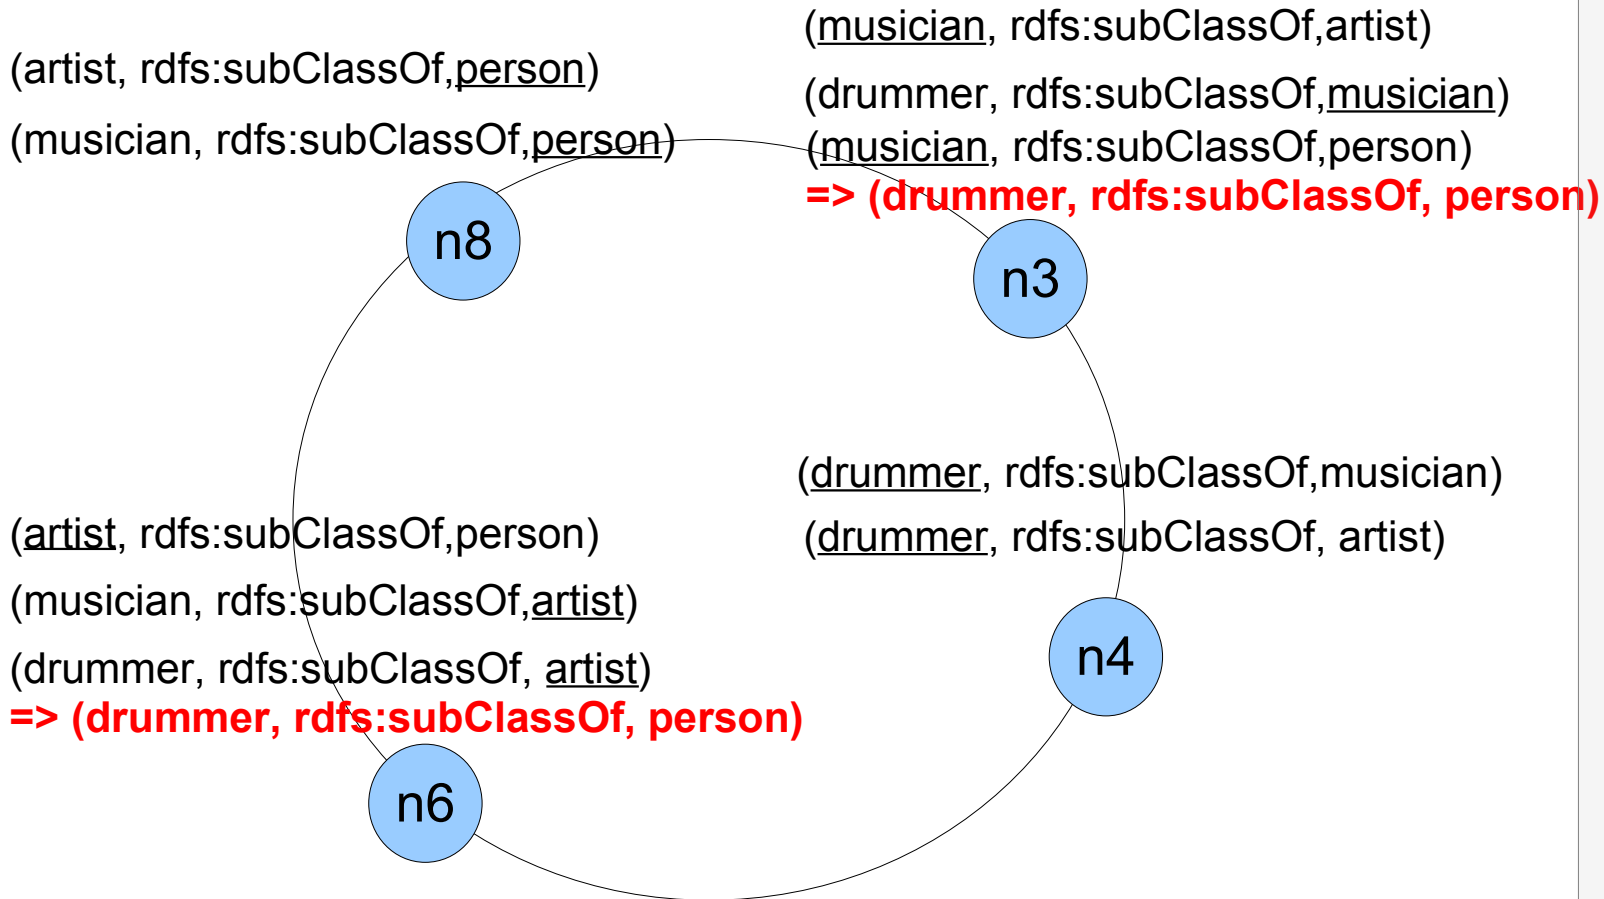 (artist, rdfs:subClassOf,person)
(musician, rdfs:subClassOf,person)
n8
(musician, rdfs:subClassOf,artist)
(drummer, rdfs:subClassOf,musician)
(musician, rdfs:subClassOf,person)
=> (drummer, rdfs:subClassOf, person)
n3
(drummer, rdfs:subClassOf,musician)
(drummer, rdfs:subClassOf, artist)
n4
(artist, rdfs:subClassOf,person)
(musician, rdfs:subClassOf,artist)
(drummer, rdfs:subClassOf, artist)
=> (drummer, rdfs:subClassOf, person)
n6